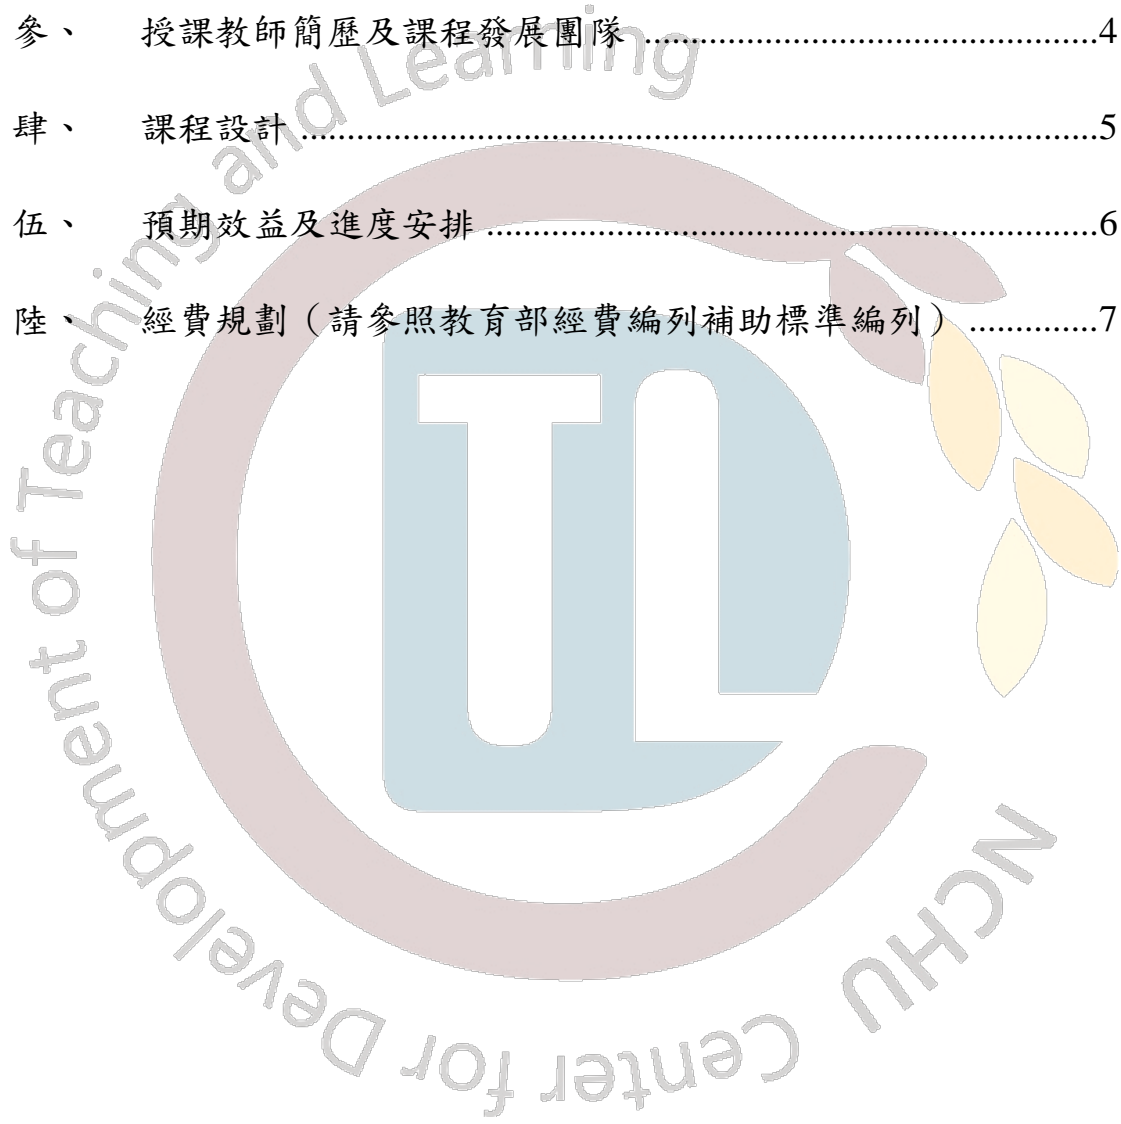 參、 授課教師簡歷及課程發展團隊 ........................................................4
肆、 課程設計 ........................................................................................5
伍、 預期效益及進度安排 ....................................................................6
陸、 經費規劃（請參照教育部經費編列補助標準編列） ..............7
NCHU Center for Development of Teaching and Learning
TL